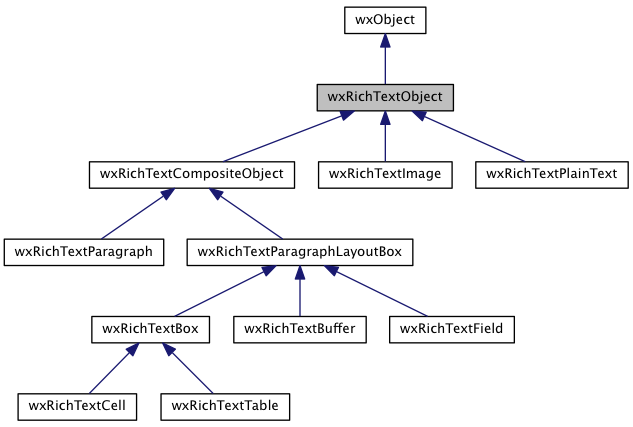 wxObject
wxRichTextObject
wxRichTextCompositeObject
wxRichTextImage
wxRichTextPlainText
wxRichTextParagraph
wxRichTextParagraphLayoutBox
wxRichTextBox
wxRichTextBuffer
wxRichTextField
wxRichTextCell
wxRichTextTable